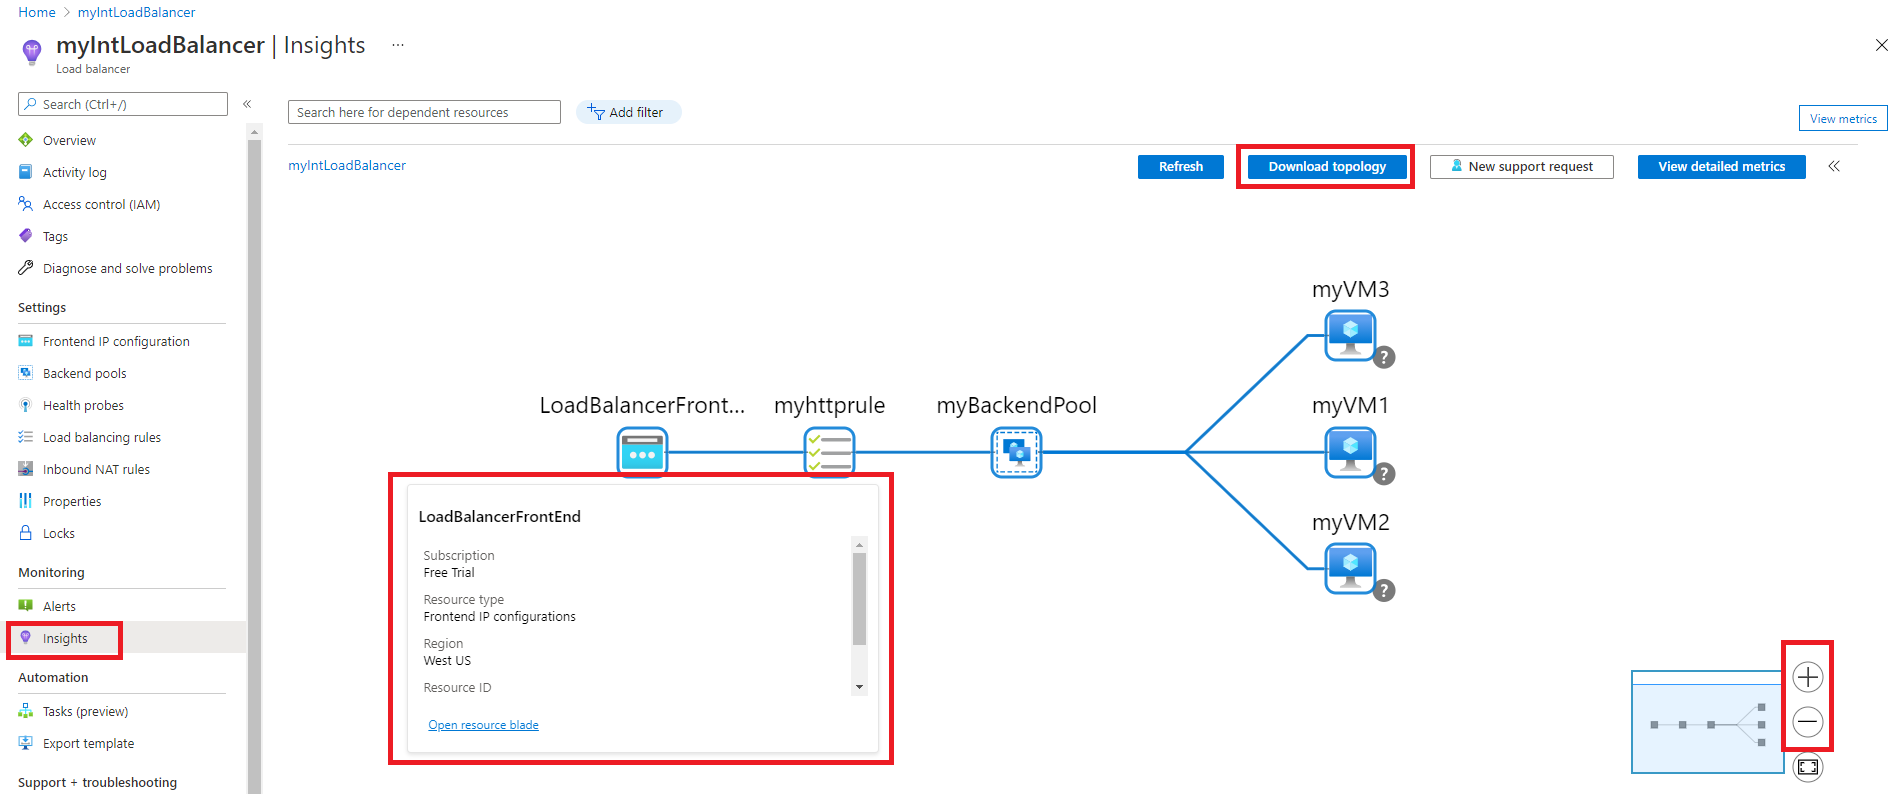 Home > myIntLoadBalancer
myIntLoadBalancer | Insights ...
Load balancer
Search (Ctrl+/)
Overview
Activity log
Access control (IAM)
Tags
Diagnose and solve problems
Settings
Frontend IP configuration
Backend pools
Health probes
Load balancing rules
Inbound NAT rules
Properties
Locks
Monitoring
Alerts
Insights
Automation
Tasks (preview)
Export template
Support + troubleshooting
Search here for dependent resources
Add filter
View metrics
myIntLoadBalancer
Refresh
Download topology
New support request
View detailed metrics
myVM3
?
LoadBalancerFront...
myhttprule
myBackendPool
myVM1
?
myVM2
?
LoadBalancerFrontEnd
Subscription
Free Trial
Resource type
Frontend IP configurations
Region
West US
Resource ID
Open resource blade